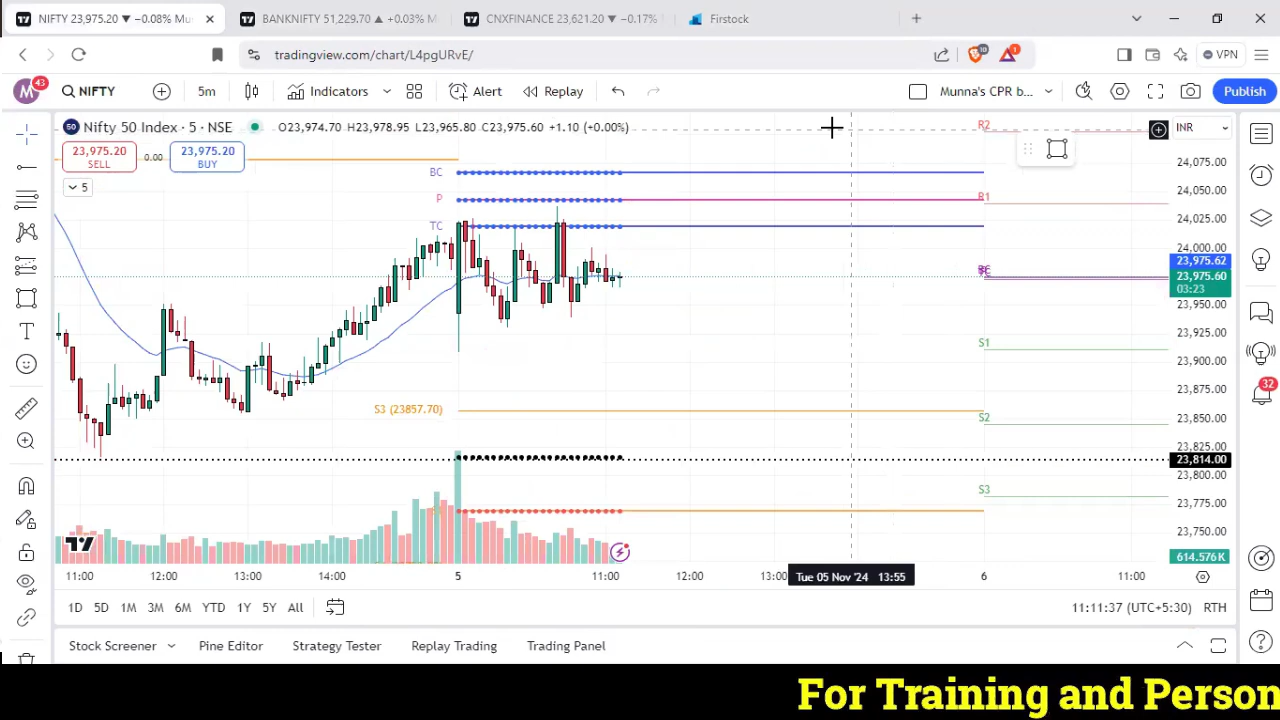 NIFTY 23,975.20 ▼ −0.08% Mun
BANKNIFTY 51,229.70 ▲ +0.03% M
CNXFINANCE 23,621.20 ▼ −0.17%
Firstock
tradingview.com/chart/L4pgURvE/
10
1
VPN
M
43
NIFTY
5m
Indicators
Alert
Replay
Munna's CPR b...
Publish
50
Nifty 50 Index · 5 · NSE
O23,974.70 H23,978.95 L23,965.80 C23,975.60 +1.10 (+0.00%)
R2
INR
23,975.20
SELL
0.00
23,975.20
BUY
5
BC
P
TC
R1
24,075.00
24,050.00
24,025.00
24,000.00
23,975.62
23,975.60
03:23
23,950.00
23,925.00
23,900.00
23,875.00
23,850.00
23,825.00
23,814.00
23,800.00
23,775.00
23,750.00
614.576K
S1
S3 (23857.70)
S2
S3
32
11:00
12:00
13:00
14:00
5
11:00
12:00
13:00
Tue 05 Nov '24 13:55
6
11:00
1D
5D
1M
3M
6M
YTD
1Y
5Y
All
11:11:37 (UTC+5:30)
RTH
Stock Screener
Pine Editor
Strategy Tester
Replay Trading
Trading Panel
For Training and Person